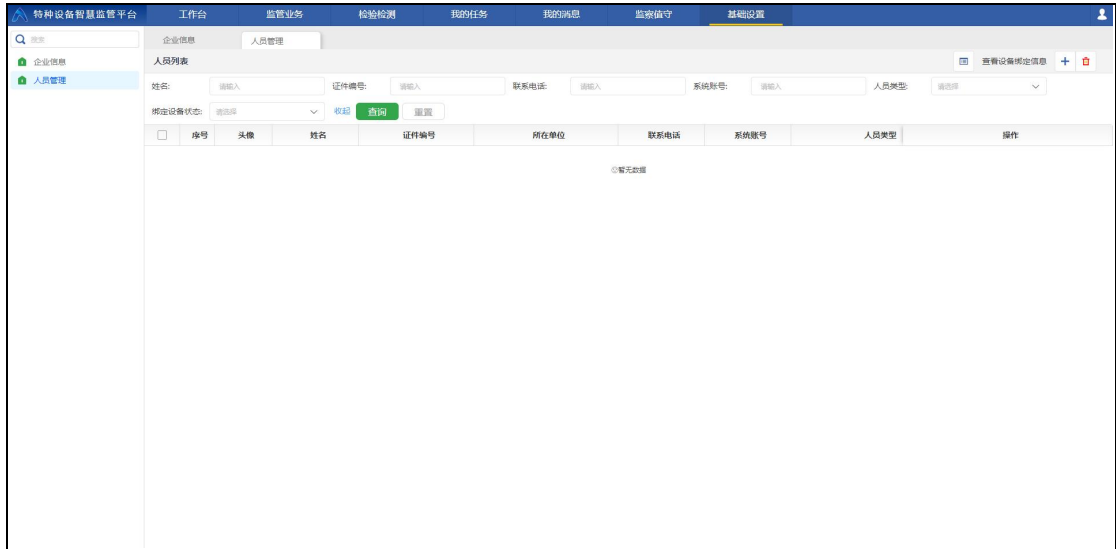 特种设备智慧监管平台 工作台 监管业务 检验检测 我的任务 我的消息 监察值守 基础设置
搜索
企业信息 人员管理
企业信息
人员管理
人员列表 查看设备绑定信息
姓名: 请输入 证件编号: 请输入 联系电话: 请输入 系统账号: 请输入 人员类型: 请选择
绑定设备状态: 请选择 收起 查询 重置
序号 头像 姓名 证件编号 所在单位 联系电话 系统账号 人员类型 操作
暂无数据